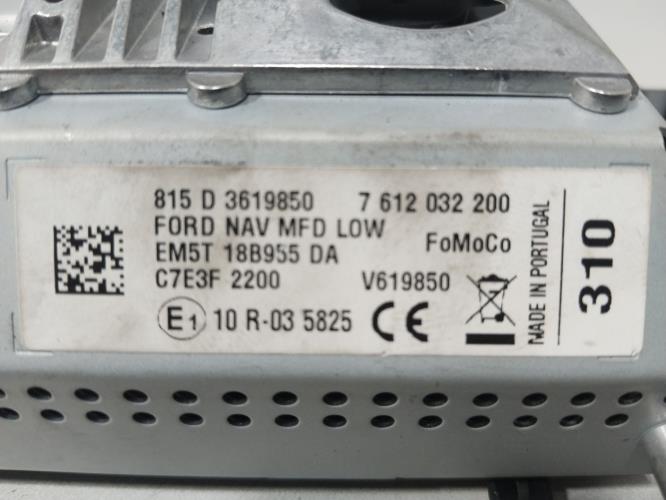 815 D 3619850 7 612 032 200
FORD NAV MFD LOW
EM5T 18B955 DA FoMoCo
C7E3F 2200 V619850
E1 10 R-03 5825 CE
MADE IN PORTUGAL
310